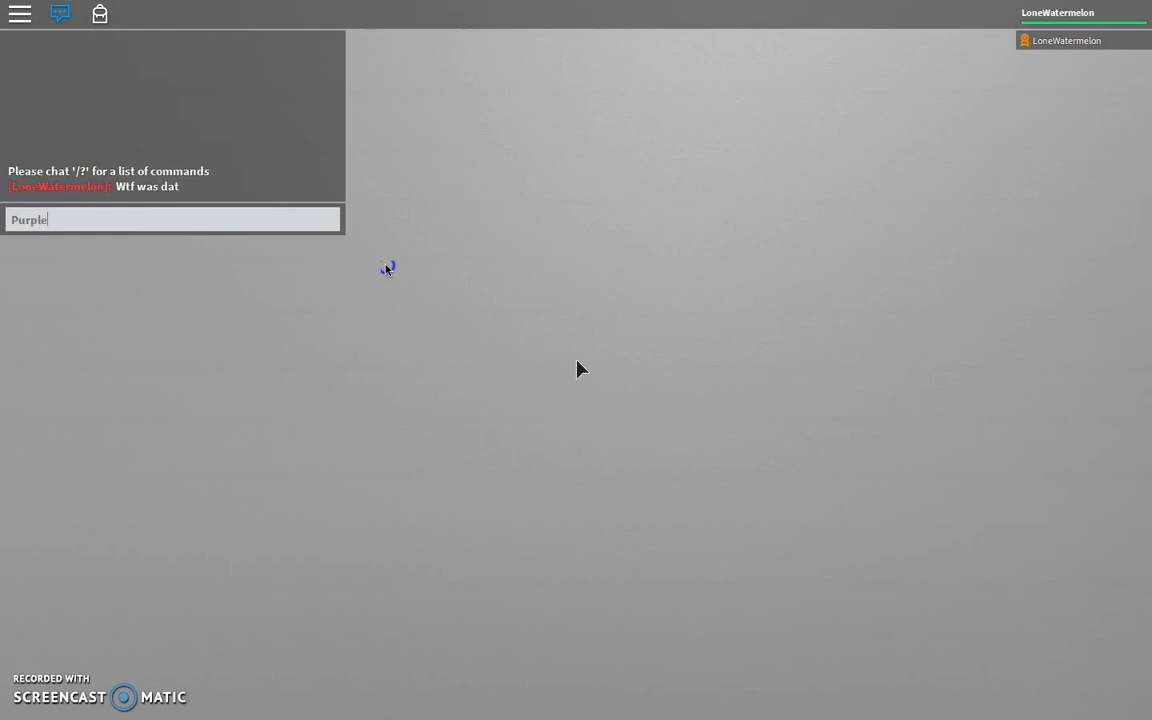 LoneWatermelon
LoneWatermelon
Please chat '/?' for a list of commands
[LoneWatermelon]: Wtf was dat
Purple
RECORDED WITH
SCREENCAST MATIC